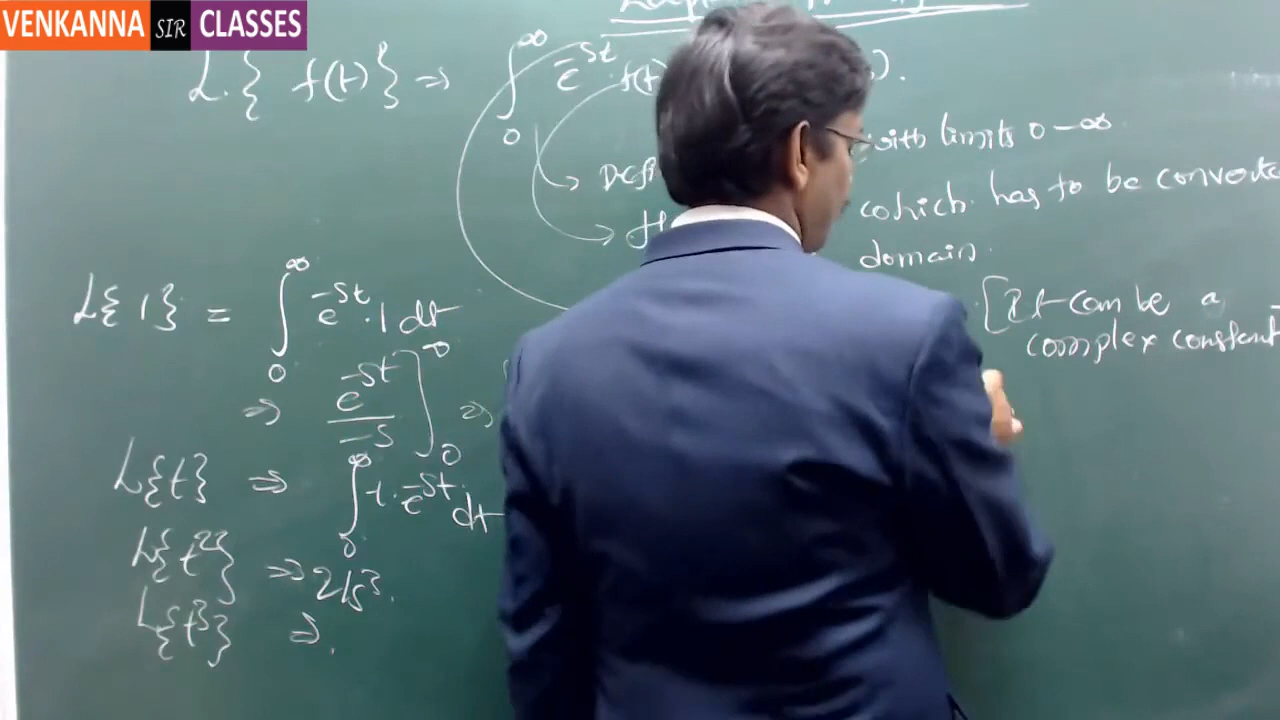 VENKANNA SIR CLASSES
L{ f(t) } ⇒ ∫₀^∞ e^-st · f(t) ).
with limits 0 – ∞
which has to be
domain.
[It can be a
complex constant
L{1} = ∫₀^∞ e^-st · 1 dt
⇒ e^-st / -s ]₀^∞ ⇒
L{t} ⇒ ∫₀^∞ t · e^-st dt
L{t²} ⇒ 2/s³.
L{t³} ⇒